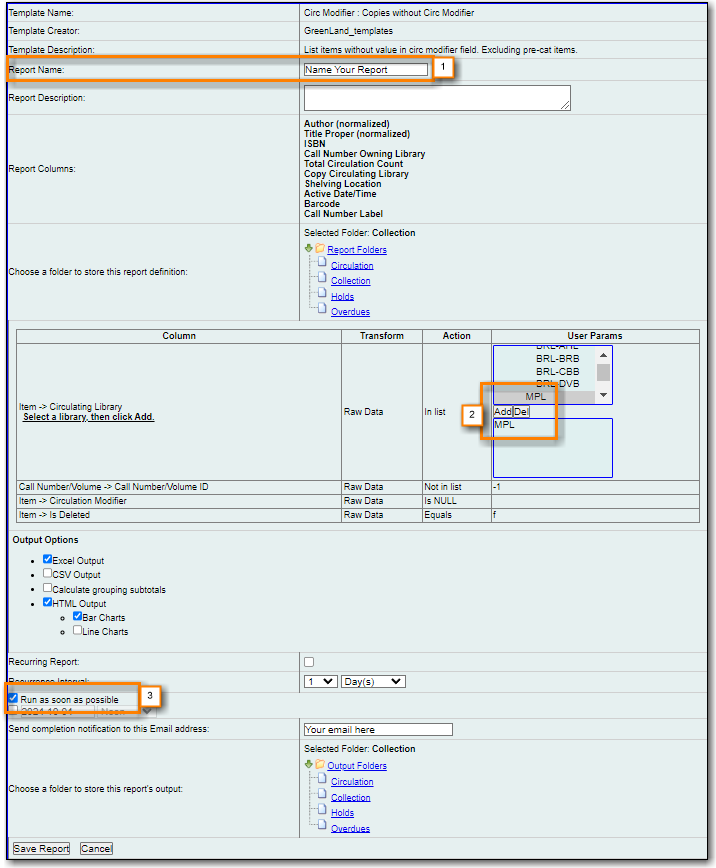 Template Name: Circ Modifier : Copies without Circ Modifier
Template Creator: GreenLand_templates
Template Description: List items without value in circ modifier field. Excluding pre-cat items.
Report Name: Name Your Report 1
Report Description:
Report Columns:
Author (normalized)
Title Proper (normalized)
ISBN
Call Number Owning Library
Total Circulation Count
Copy Circulating Library
Shelving Location
Active Date/Time
Barcode
Call Number Label
Choose a folder to store this report definition:
Selected Folder: Collection
Report Folders
Circulation
Collection
Holds
Overdues
Column Transform Action User Params
Item -> Circulating Library
Select a library, then click Add.
Raw Data In list
BRL-AHL
BRL-BRB
BRL-CBB
BRL-DVB
MPL
2
Add Del
MPL
Call Number/Volume -> Call Number/Volume ID Raw Data Not in list -1
Item -> Circulation Modifier Raw Data Is NULL
Item -> Is Deleted Raw Data Equals f
Output Options
Excel Output
CSV Output
Calculate grouping subtotals
HTML Output
Bar Charts
Line Charts
Recurring Report:
Recurrence Interval: 1 Day(s)
Run as soon as possible 3
2024-10-04 Noon
Send completion notification to this Email address: Your email here
Choose a folder to store this report's output:
Selected Folder: Collection
Output Folders
Circulation
Collection
Holds
Overdues
Save Report Cancel